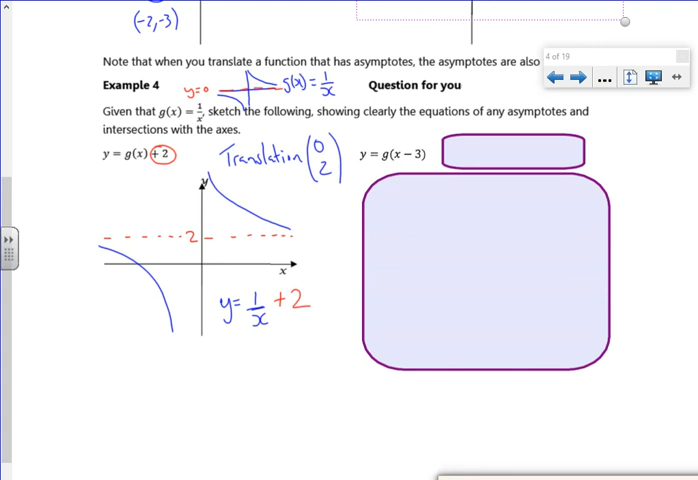 (-2,-3)
Note that when you translate a function that has asymptotes, the asymptotes are also
4 of 19
Example 4
y=0
g(x) = 1/x
Question for you
Given that g(x) = 1/x, sketch the following, showing clearly the equations of any asymptotes and
intersections with the axes.
y = g(x) + 2
Translation (0 2)
y = g(x − 3)
y
2
x
y = 1/x + 2